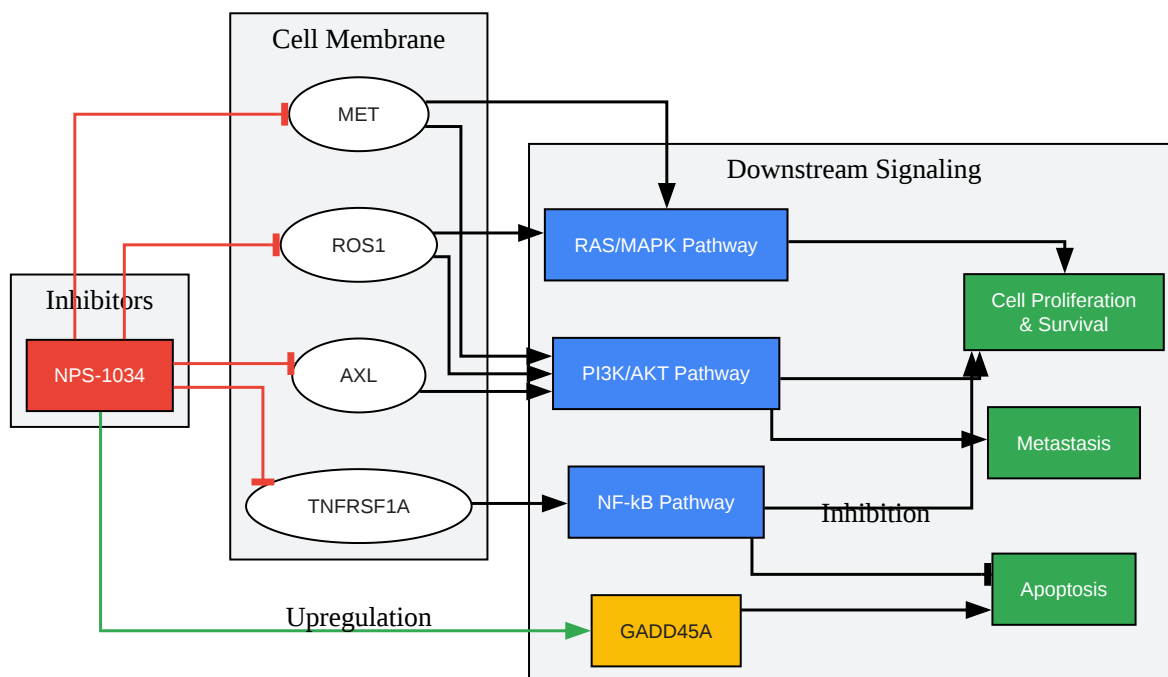 Cell Membrane
MET
Downstream Signaling
ROS1
RAS/MAPK Pathway
Inhibitors
Cell Proliferation
& Survival
NPS-1034
AXL
PI3K/AKT Pathway
Metastasis
TNFRSF1A
NF-kB Pathway
Inhibition
Apoptosis
Upregulation
GADD45A